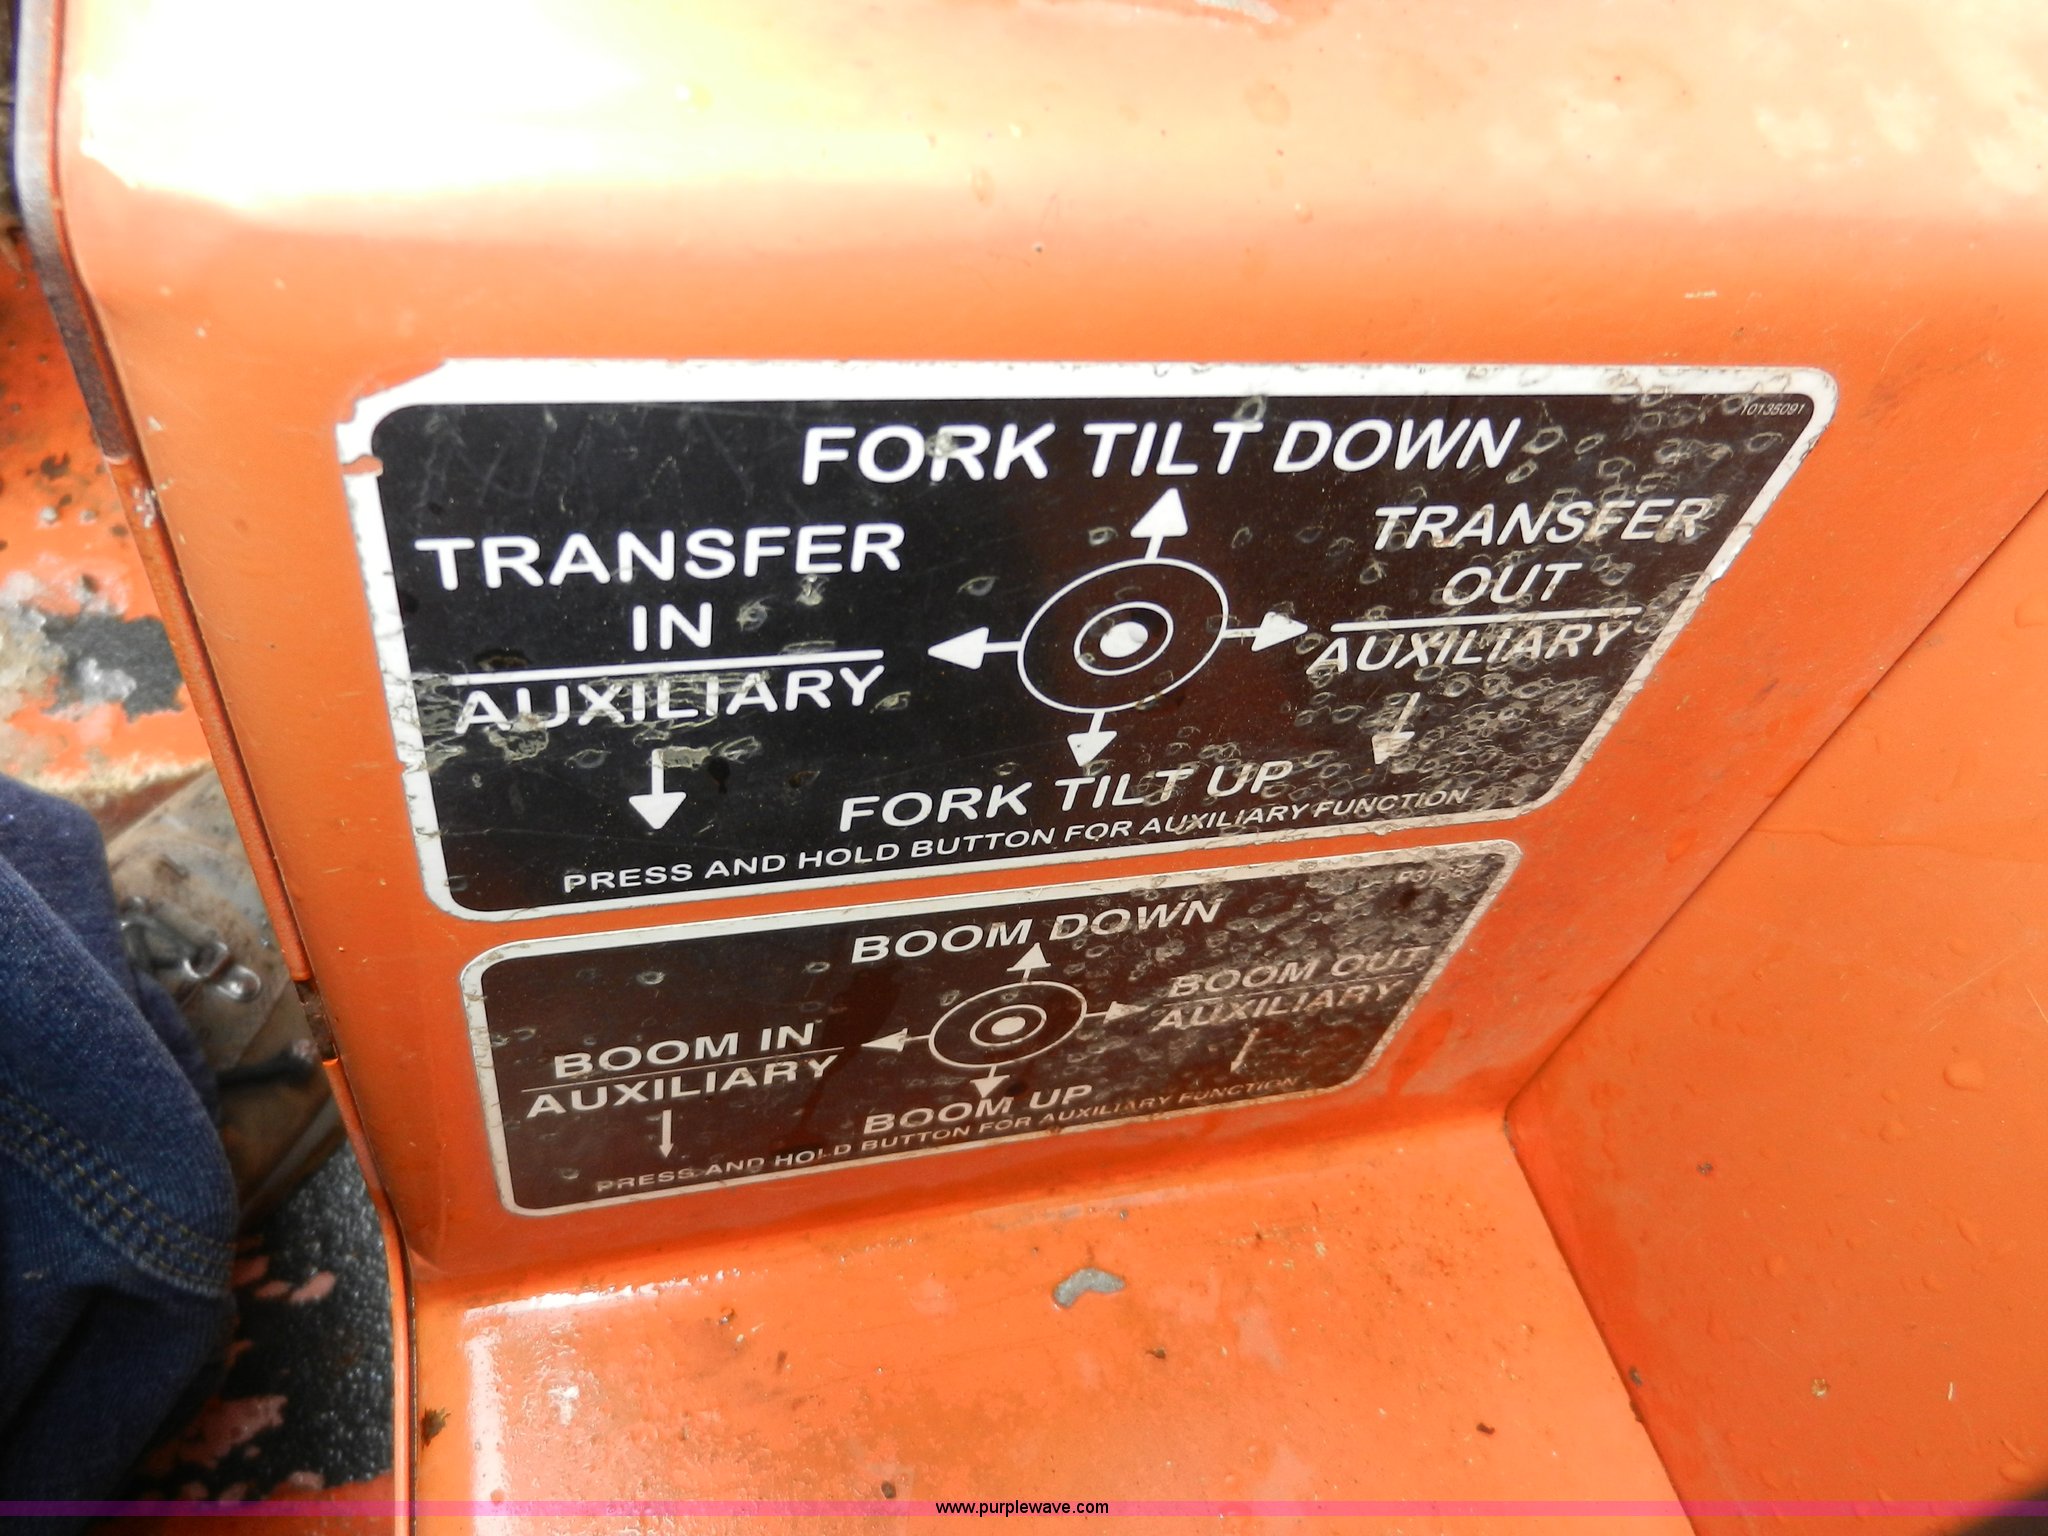 10135091
FORK TILT DOWN
TRANSFER
IN
AUXILIARY
TRANSFER
OUT
AUXILIARY
FORK TILT UP
PRESS AND HOLD BUTTON FOR AUXILIARY FUNCTION
BOOM DOWN
BOOM IN
AUXILIARY
BOOM OUT
AUXILIARY
BOOM UP
PRESS AND HOLD BUTTON FOR AUXILIARY FUNCTION
www.purplewave.com